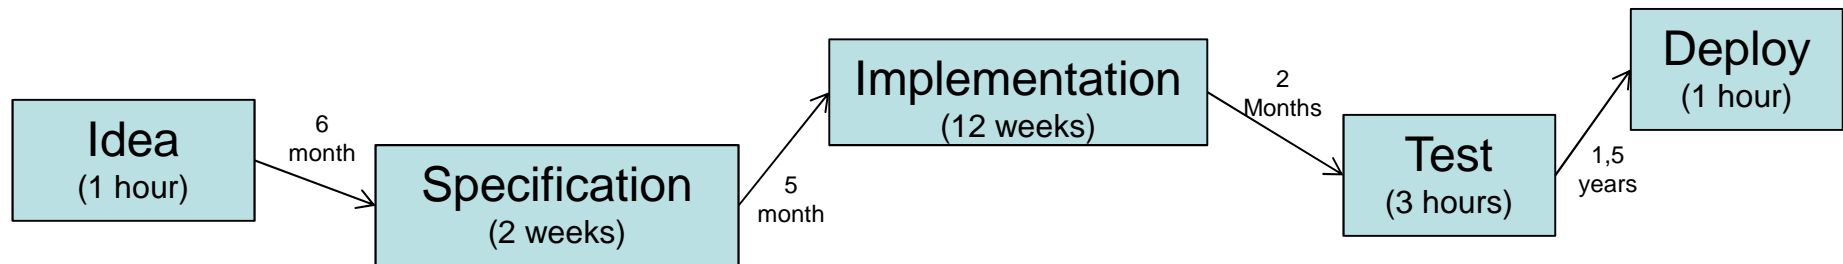 Idea
(1 hour)
6
month
Specification
(2 weeks)
5
month
Implementation
(12 weeks)
2
Months
Test
(3 hours)
1,5
years
Deploy
(1 hour)